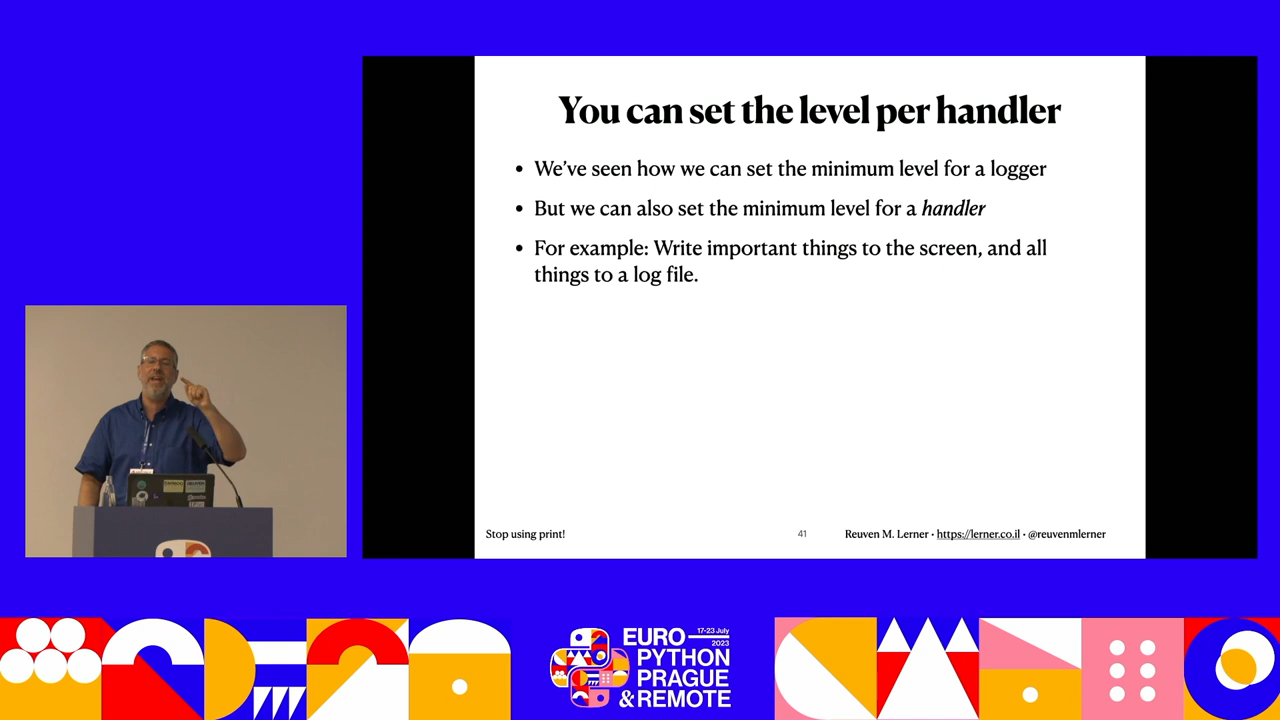 You can set the level per handler
• We've seen how we can set the minimum level for a logger
• But we can also set the minimum level for a handler
• For example: Write important things to the screen, and all
things to a log file.
Stop using print!
41
Reuven M. Lerner • https://lerner.co.il • @reuvenmlerner
17-23 July
2023
EURO
PYTHON
PRAGUE
& REMOTE